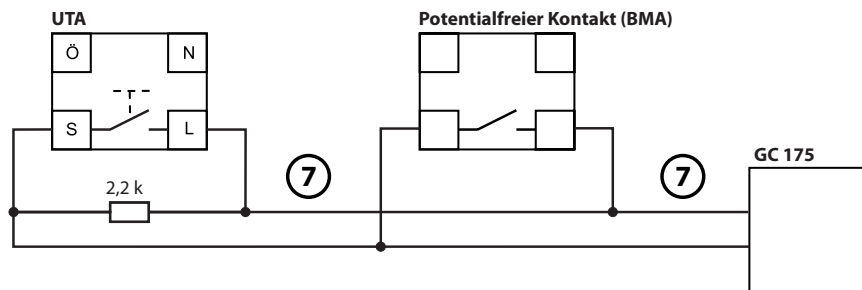 UTA
Potentialfreier Kontakt (BMA)
Ö N
S L
GC 175
7
7
2,2 k